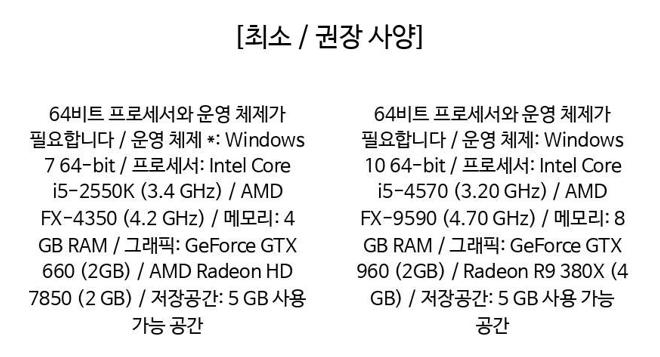 [최소 / 권장 사양]
64비트 프로세서와 운영 체제가
필요합니다 / 운영 체제 *: Windows
7 64-bit / 프로세서: Intel Core
i5-2550K (3.4 GHz) / AMD
FX-4350 (4.2 GHz) / 메모리: 4
GB RAM / 그래픽: GeForce GTX
660 (2GB) / AMD Radeon HD
7850 (2 GB) / 저장공간: 5 GB 사용
가능 공간
64비트 프로세서와 운영 체제가
필요합니다 / 운영 체제: Windows
10 64-bit / 프로세서: Intel Core
i5-4570 (3.20 GHz) / AMD
FX-9590 (4.70 GHz) / 메모리: 8
GB RAM / 그래픽: GeForce GTX
960 (2GB) / Radeon R9 380X (4
GB) / 저장공간: 5 GB 사용 가능
공간